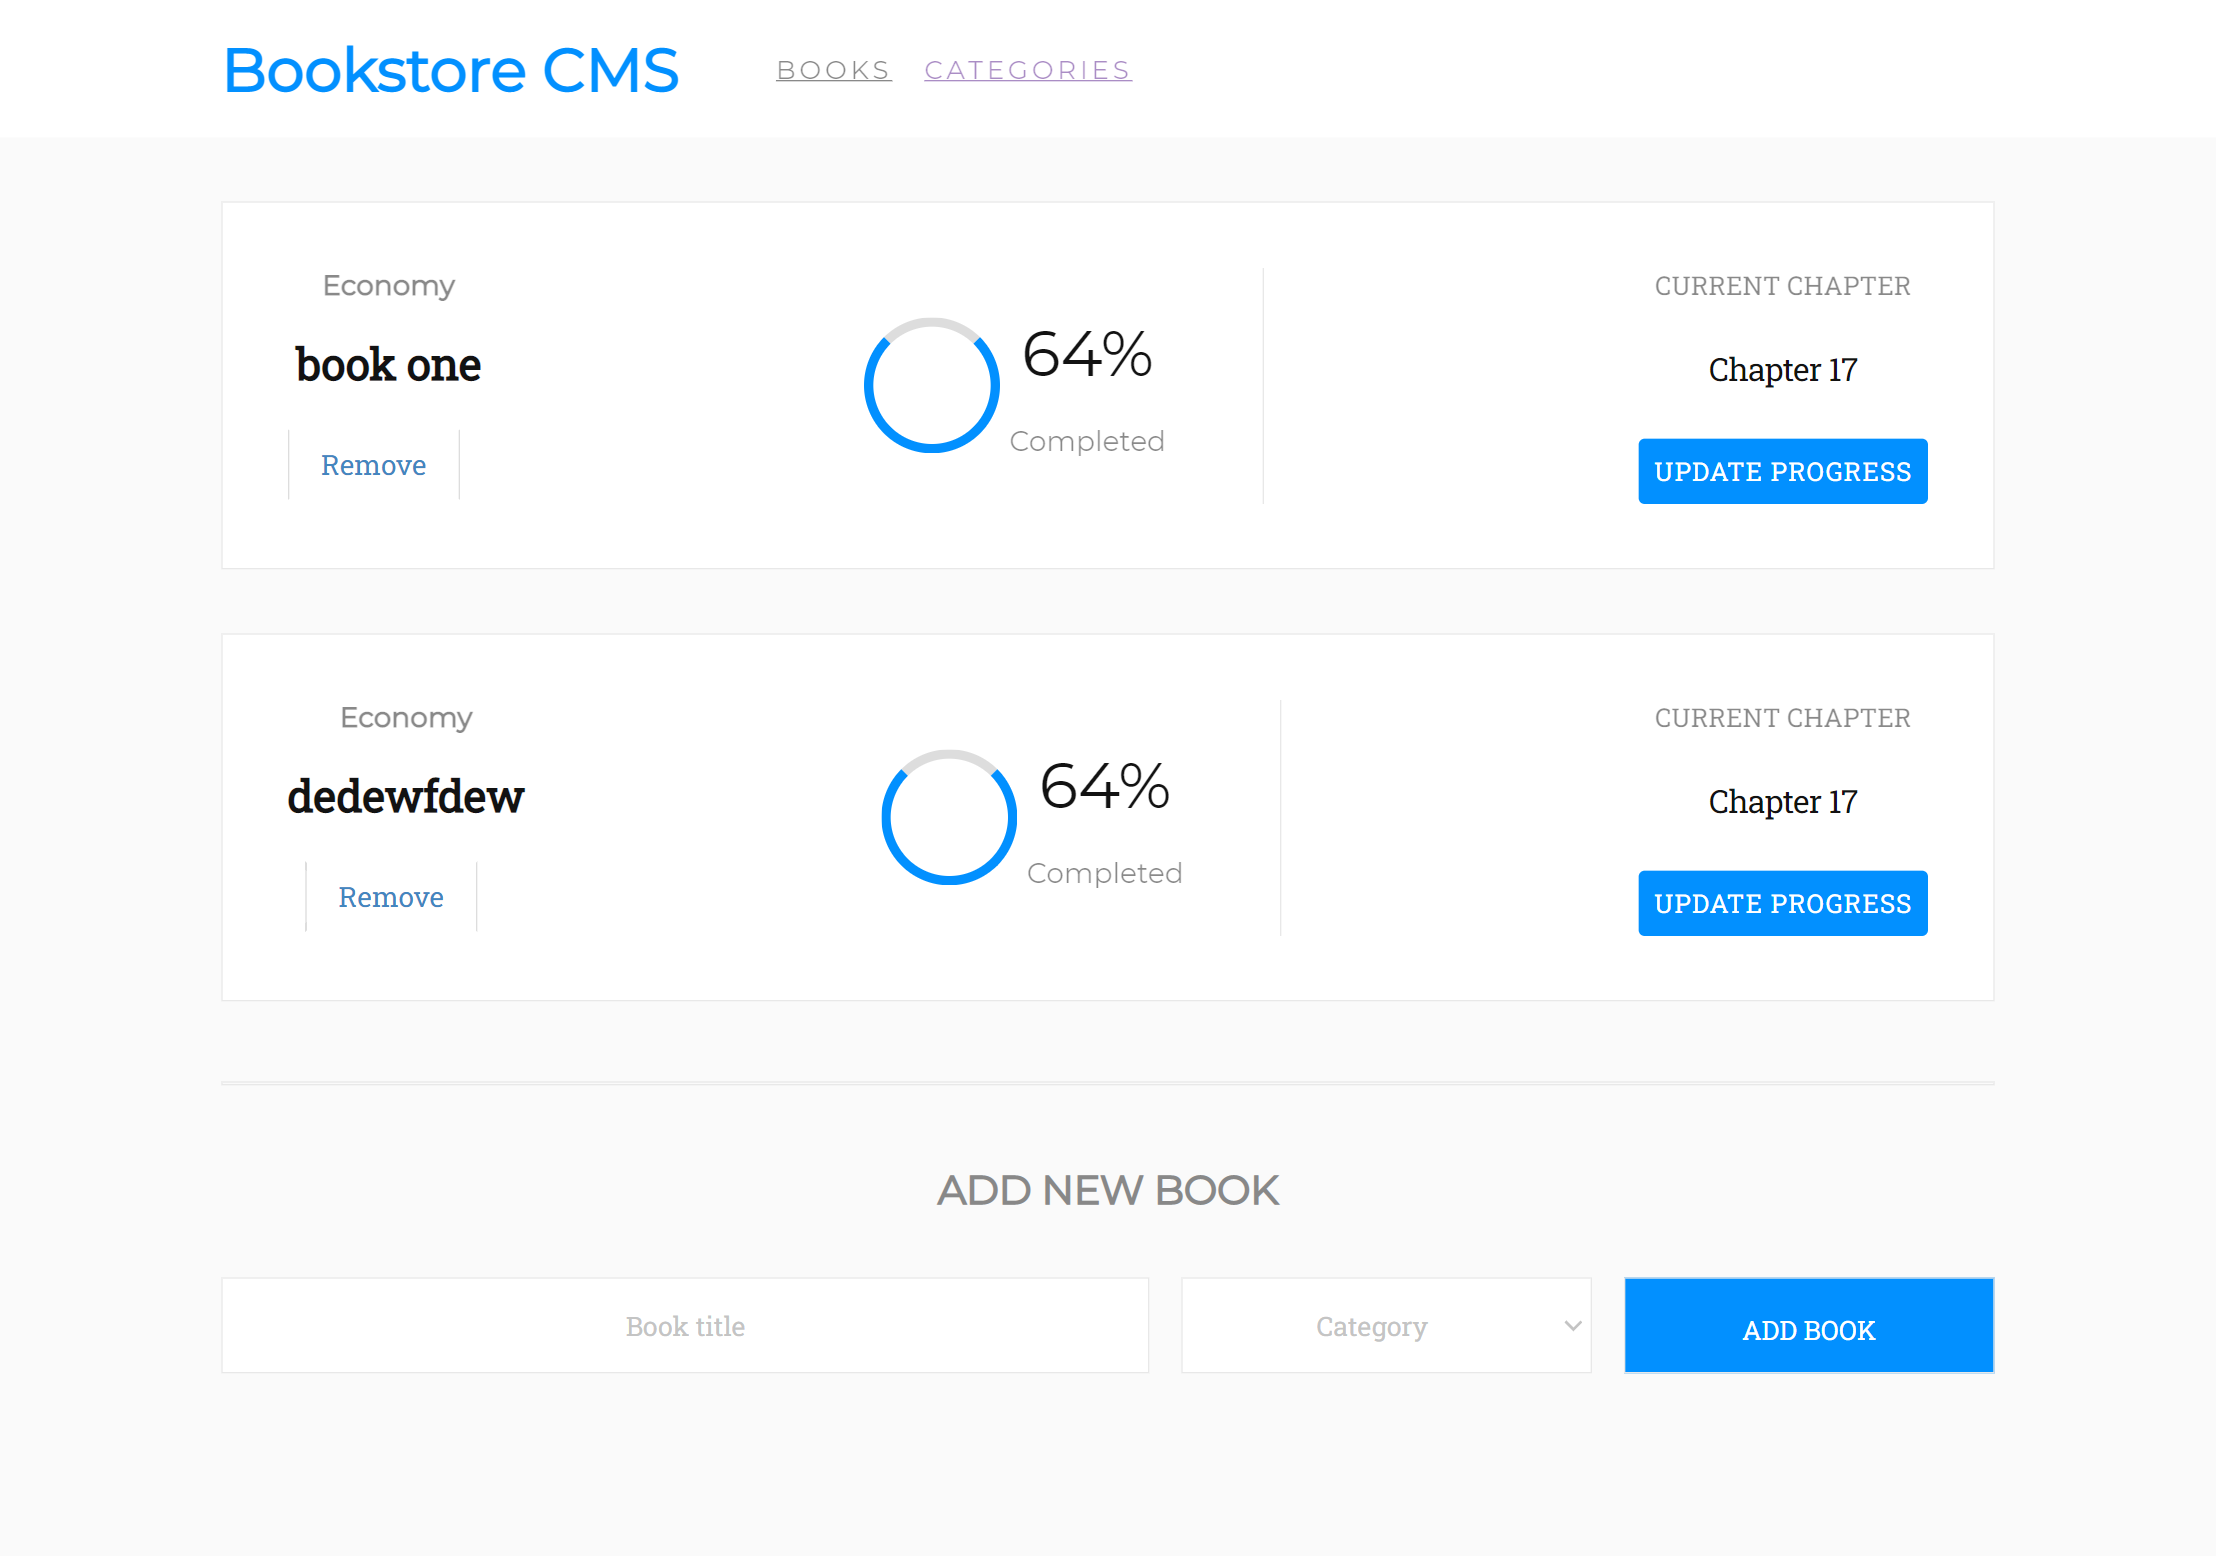 Bookstore CMS
BOOKS CATEGORIES
Economy
book one
Remove
64%
Completed
CURRENT CHAPTER
Chapter 17
UPDATE PROGRESS
Economy
dedewfdew
Remove
64%
Completed
CURRENT CHAPTER
Chapter 17
UPDATE PROGRESS
ADD NEW BOOK
Book title
Category
ADD BOOK